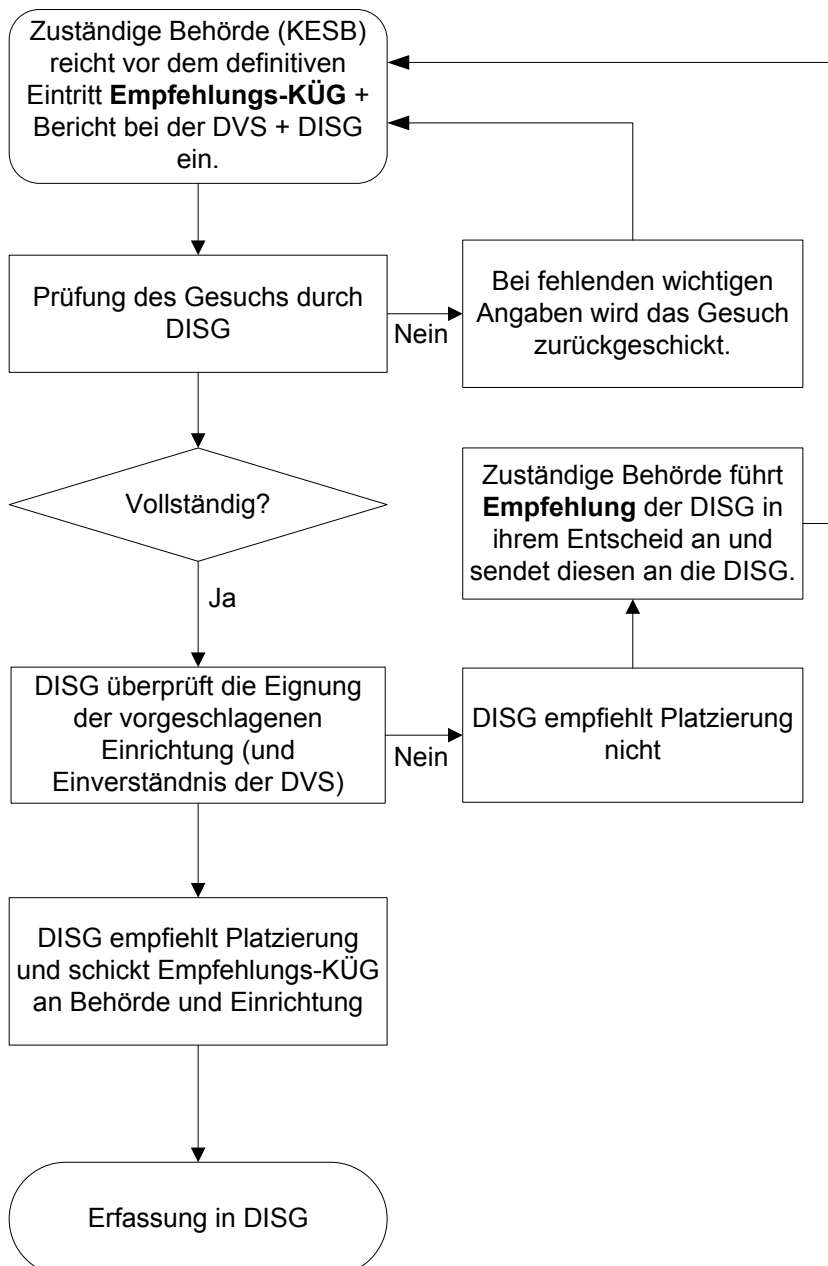 Zuständige Behörde (KESB)
reicht vor dem definitiven
Eintritt Empfehlungs-KÜG +
Bericht bei der DVS + DISG
ein.
Prüfung des Gesuchs durch
DISG
Nein
Bei fehlenden wichtigen
Angaben wird das Gesuch
zurückgeschickt.
Vollständig?
Ja
Zuständige Behörde führt
Empfehlung der DISG in
ihrem Entscheid an und
sendet diesen an die DISG.
DISG überprüft die Eignung
der vorgeschlagenen
Einrichtung (und
Einverständnis der DVS)
Nein
DISG empfiehlt Platzierung
nicht
DISG empfiehlt Platzierung
und schickt Empfehlungs-KÜG
an Behörde und Einrichtung
Erfassung in DISG